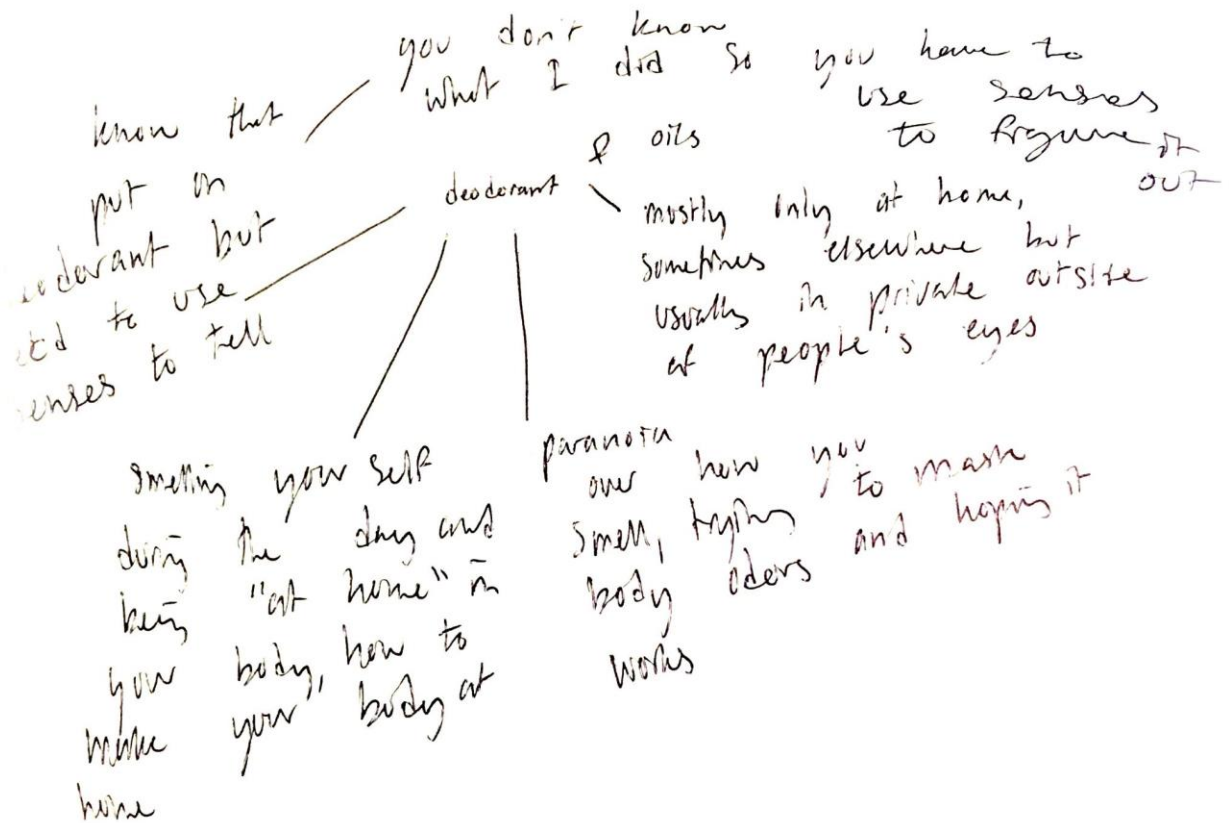 you don't know
what I did so you have to
use senses
to figure it
out
know that
put on
deodorant but
to use
senses to tell
deodorant
& oils
mostly only at home,
sometimes elsewhere but
usually in private outside
of people's eyes
smelling your self
during the day and
being "at home" in
your body, how to
make your body at
home
paranoia
over how you
smell, trying to mask
body oders and hoping it
works